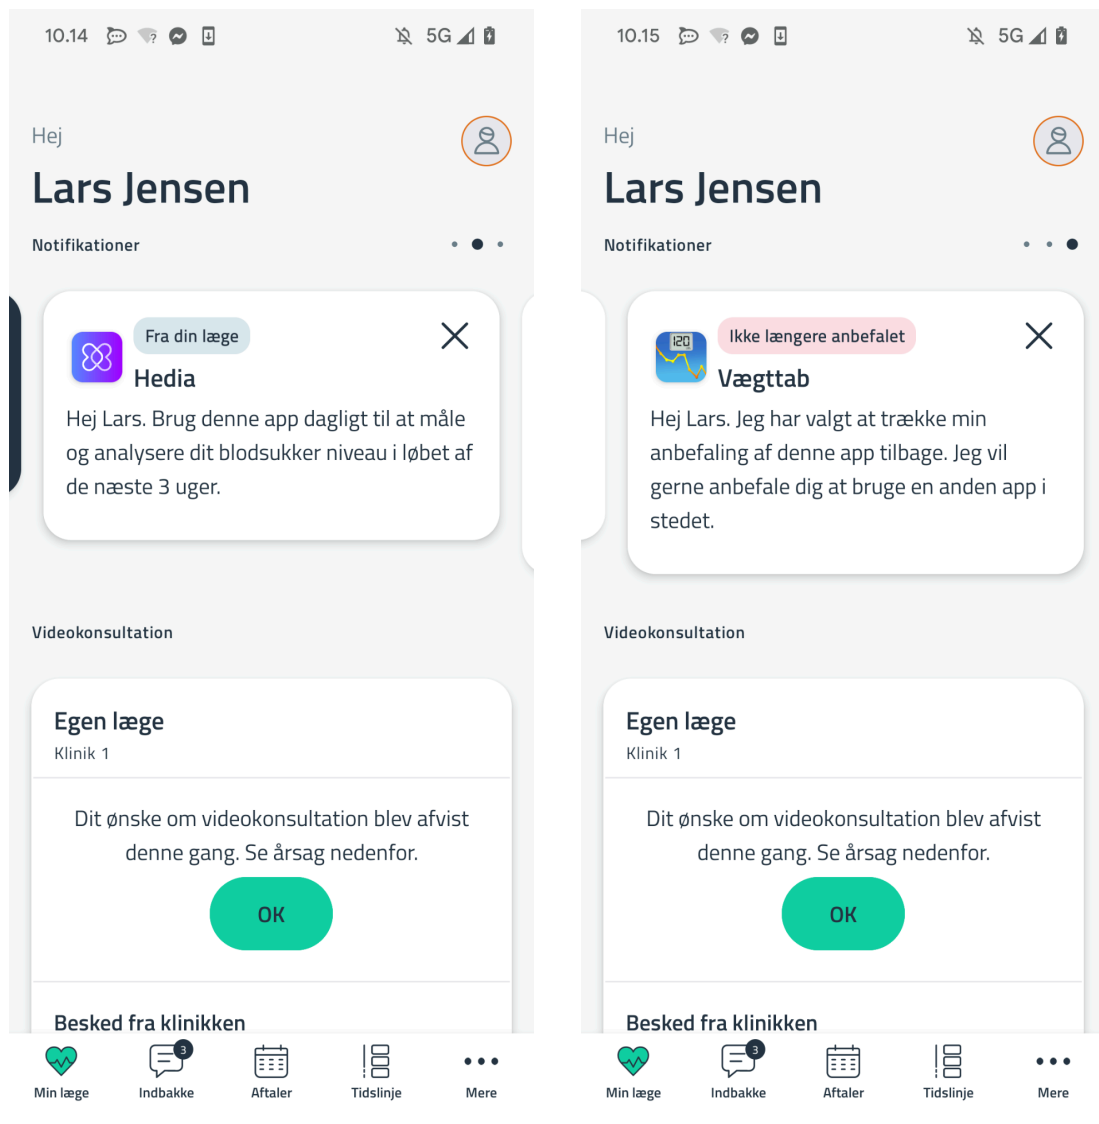 10.14
5G
Hej
Lars Jensen
Notifikationer
Fra din læge
Hedia
Hej Lars. Brug denne app dagligt til at måle
og analysere dit blodsukker niveau i løbet af
de næste 3 uger.
Videokonsultation
Egen læge
Klinik 1
Dit ønske om videokonsultation blev afvist
denne gang. Se årsag nedenfor.
OK
Besked fra klinikken
3
Min læge
Indbakke
Aftaler
Tidslinje
Mere
10.15
5G
Hej
Lars Jensen
Notifikationer
120
Ikke længere anbefalet
Vægttab
Hej Lars. Jeg har valgt at trække min
anbefaling af denne app tilbage. Jeg vil
gerne anbefale dig at bruge en anden app i
stedet.
Videokonsultation
Egen læge
Klinik 1
Dit ønske om videokonsultation blev afvist
denne gang. Se årsag nedenfor.
OK
Besked fra klinikken
3
Min læge
Indbakke
Aftaler
Tidslinje
Mere